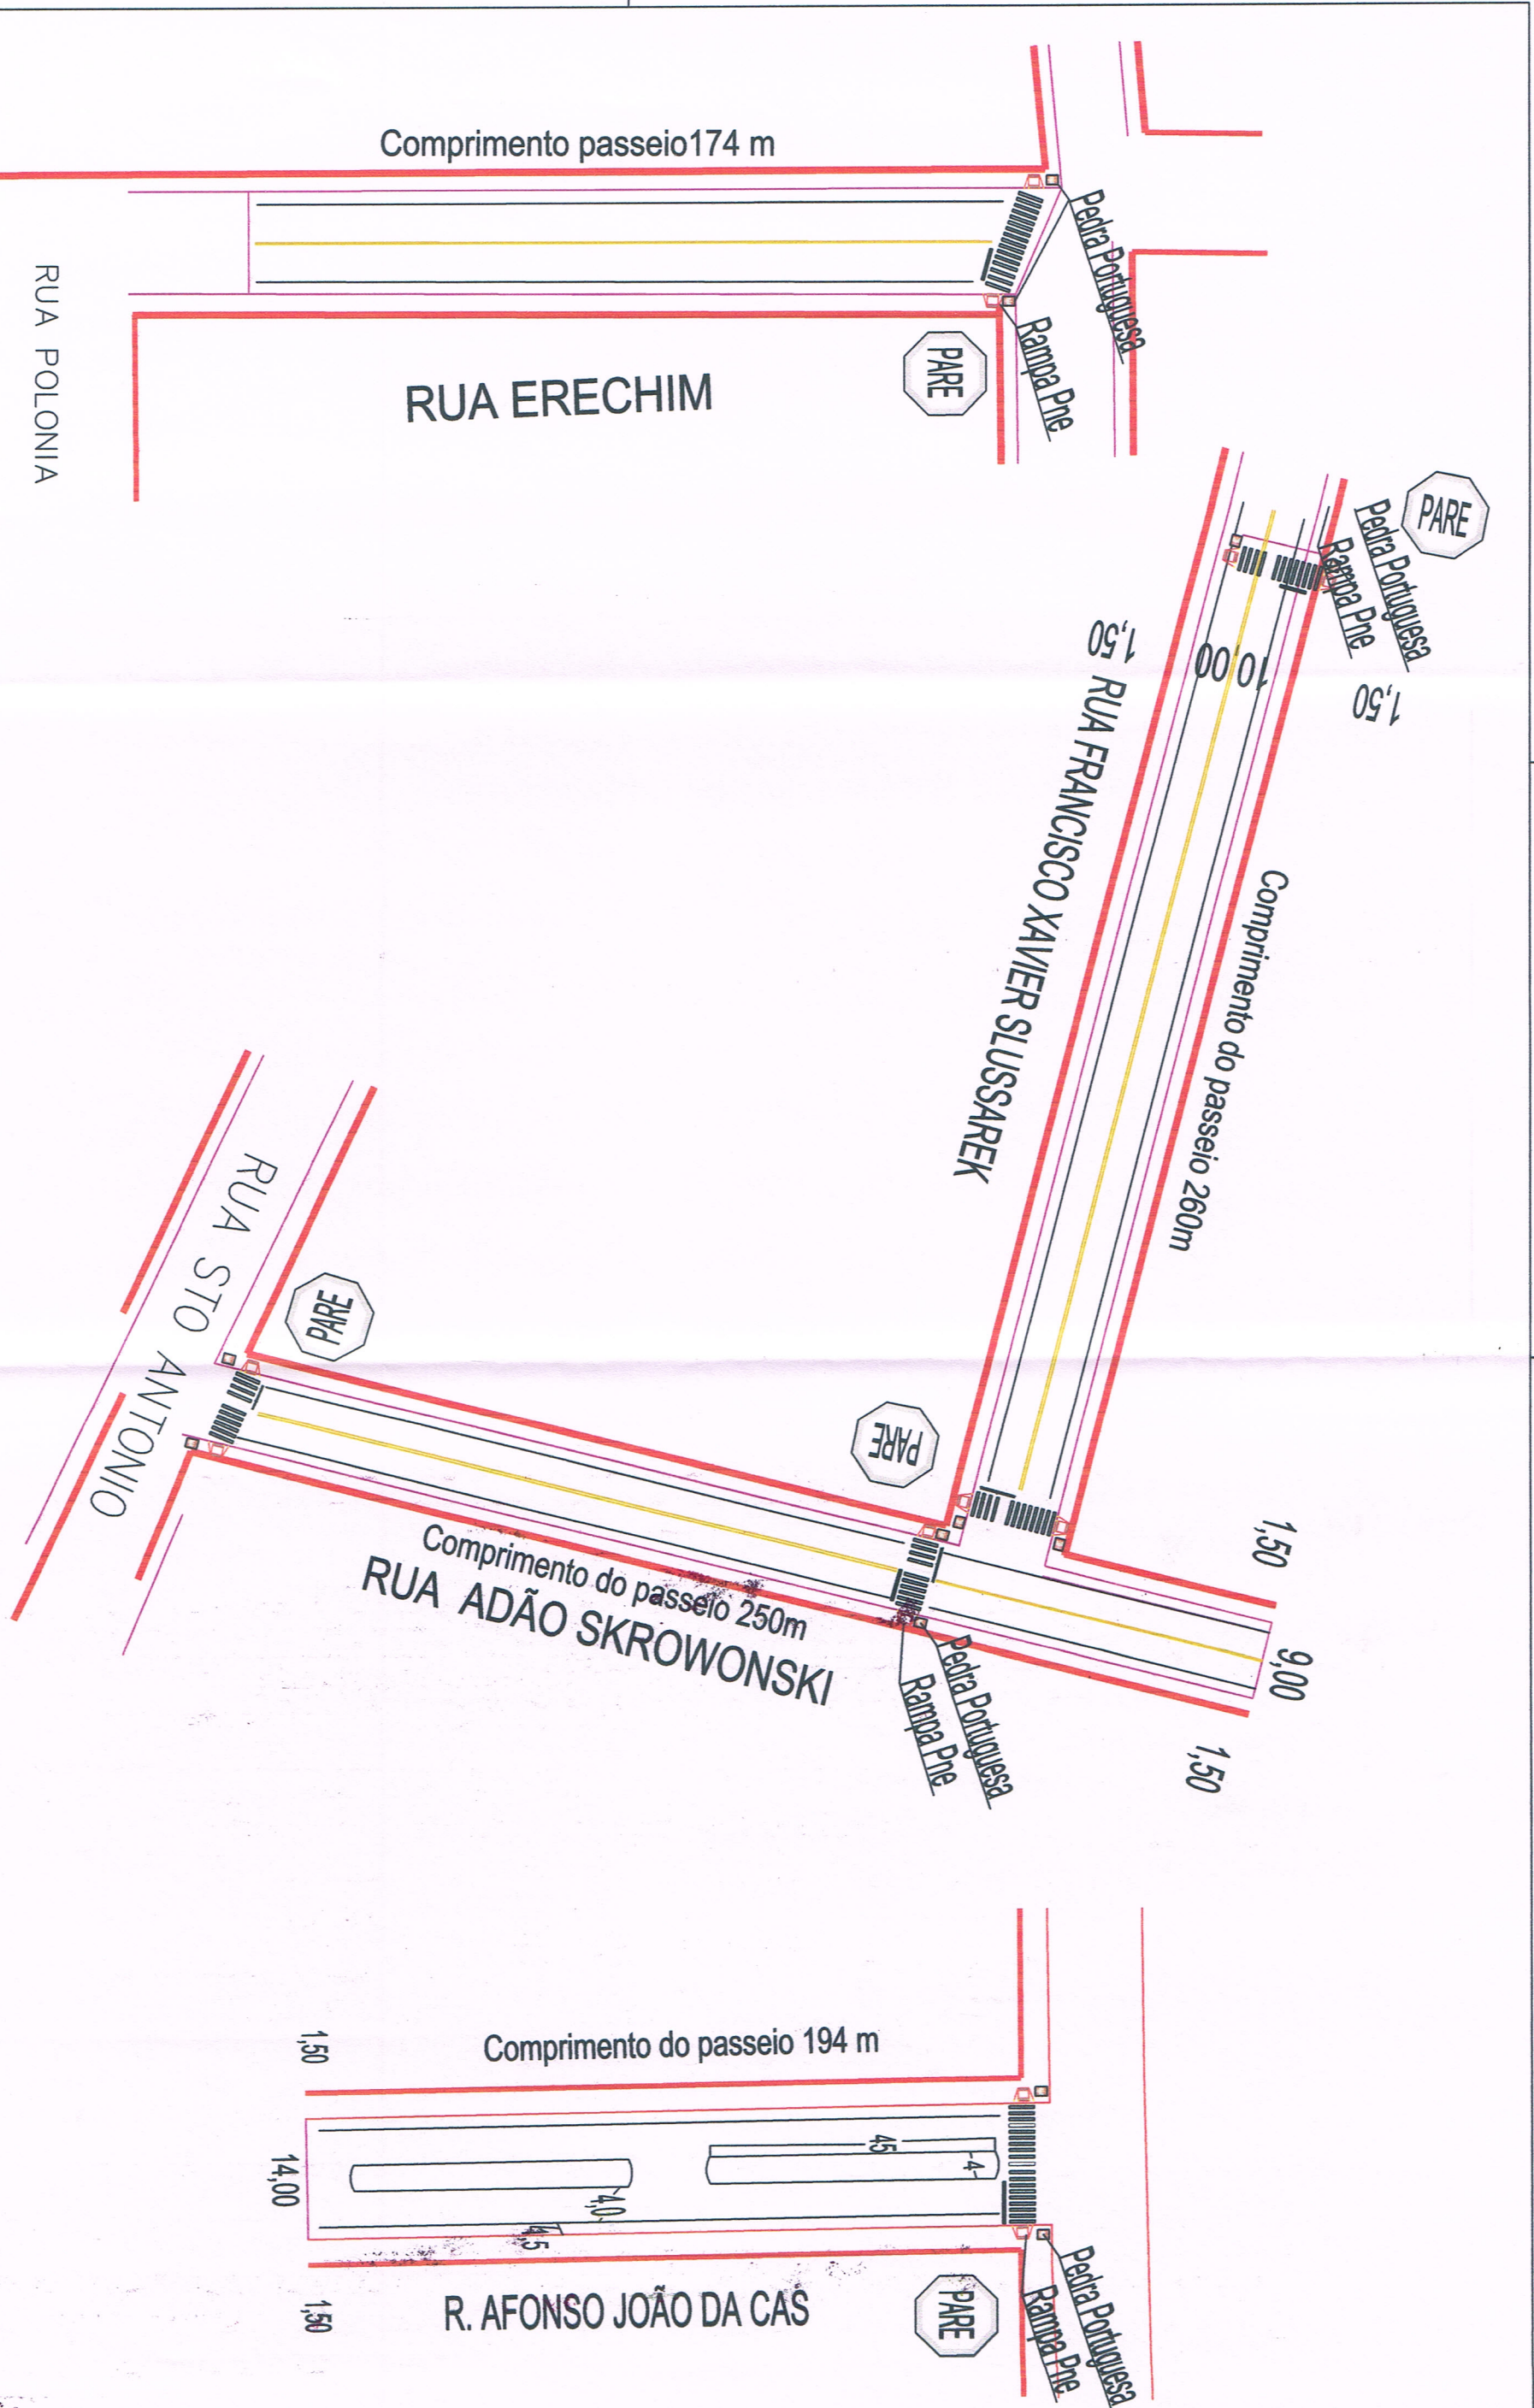 Comprimento passeio174 m
Pedra Portuguesa
Rampa Pne
PARE
RUA ERECHIM
RUA POLONIA
PARE
Pedra Portuguesa
Rampa Pne
1,50
10,00
1,50
RUA FRANCISCO XAVIER SLUSSAREK
Comprimento do passeio 260m
RUA STO ANTONIO
PARE
PARE
1,50
9,00
1,50
Comprimento do passeio 250m
RUA ADÃO SKROWONSKI
Pedra Portuguesa
Rampa Pne
Comprimento do passeio 194 m
1,50
45
4
14,00
4,0
1,50
R. AFONSO JOÃO DA CAS
PARE
Pedra Portuguesa
Rampa Pne